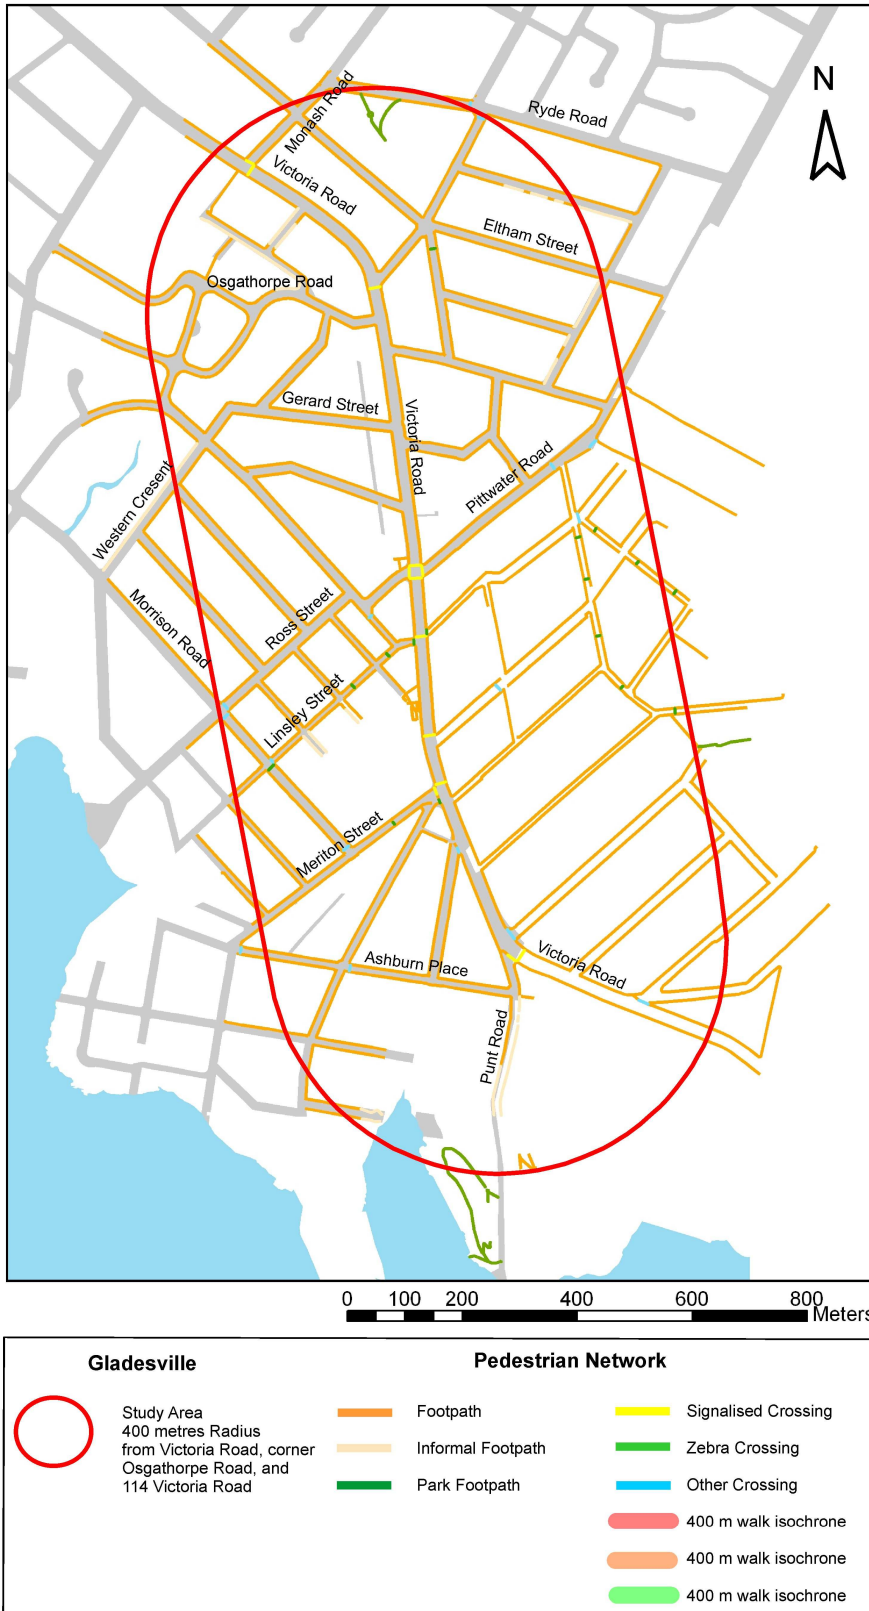 N
Ryde Road
Monash Road
Victoria Road
Eltham Street
Osgathorpe Road
Gerard Street
Victoria Road
Pittwater Road
Western Cresent
Ross Street
Morrison Road
Linsley Street
Meriton Street
Ashburn Place
Victoria Road
Punt Road
0 100 200 400 600 800
Meters
Gladesville
Study Area
400 metres Radius
from Victoria Road, corner
Osgathorpe Road, and
114 Victoria Road
Pedestrian Network
Footpath
Informal Footpath
Park Footpath
Signalised Crossing
Zebra Crossing
Other Crossing
400 m walk isochrone
400 m walk isochrone
400 m walk isochrone